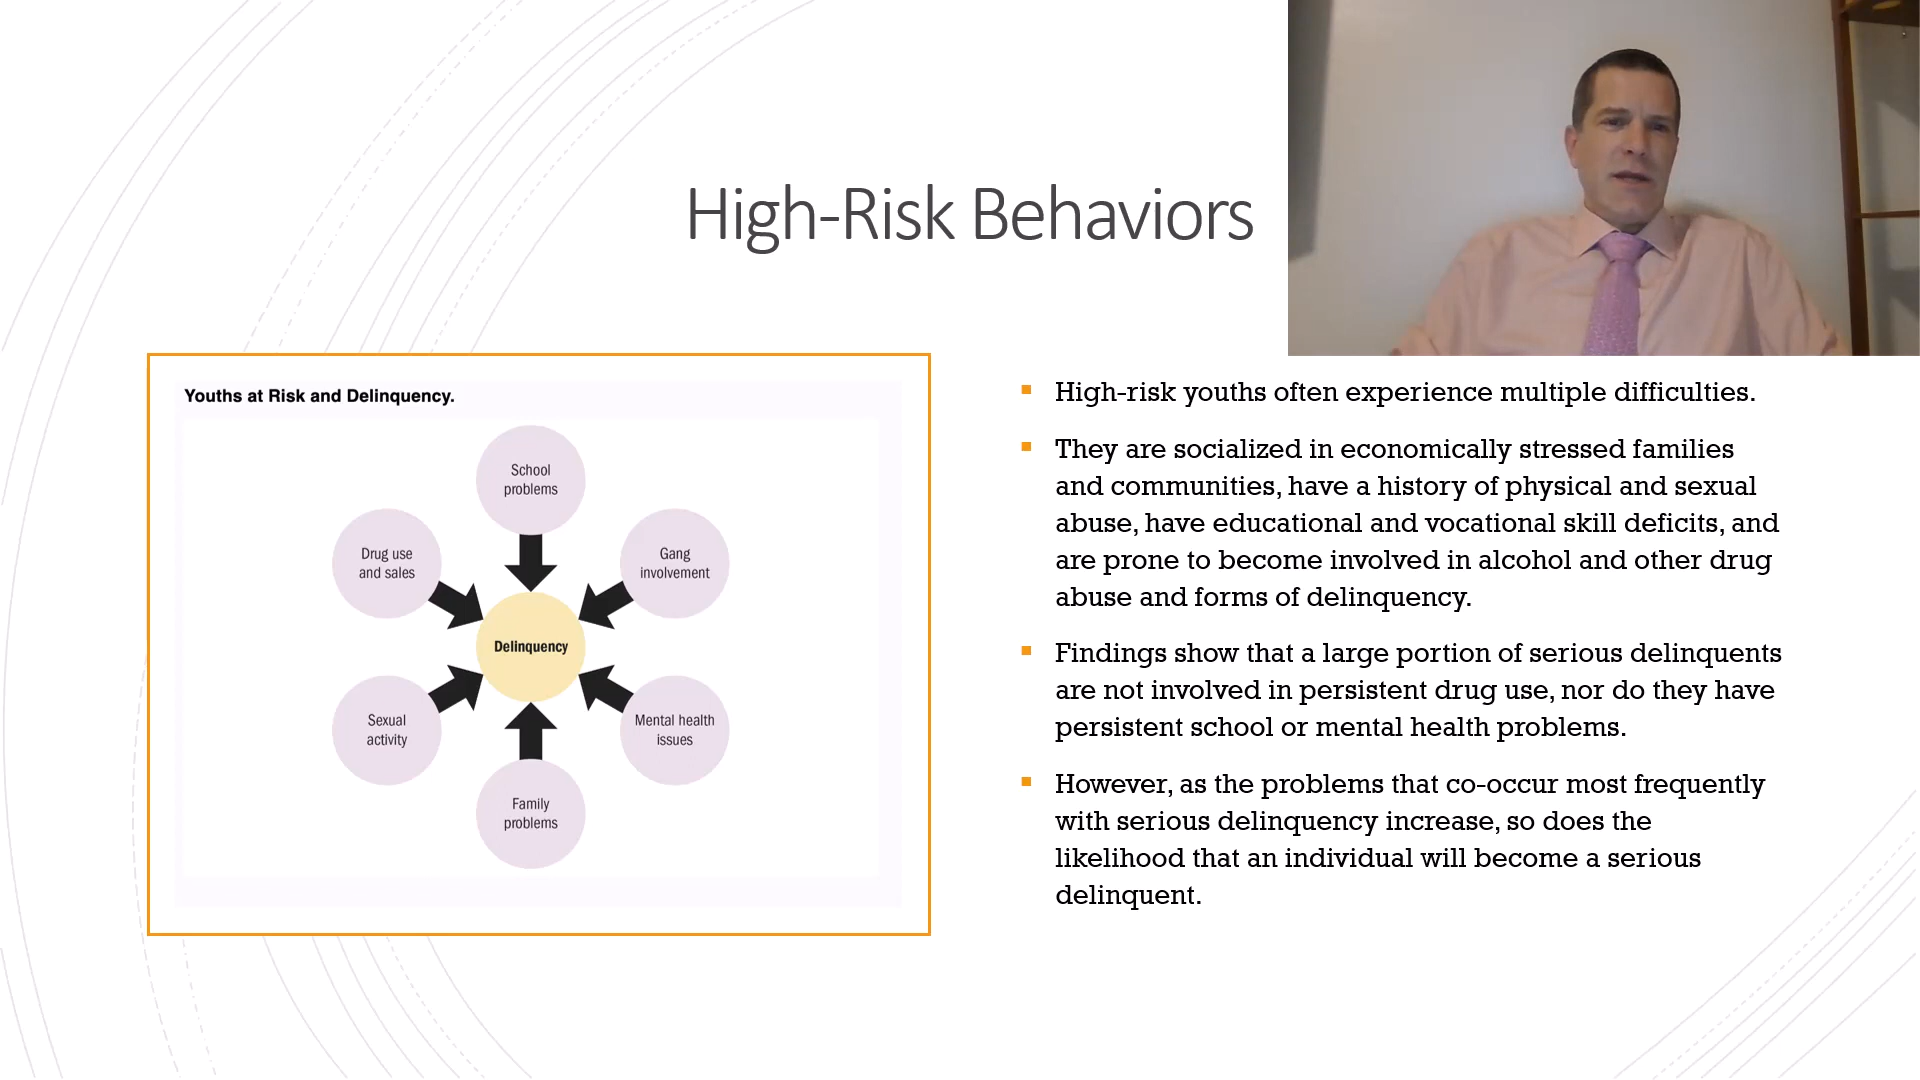 High-Risk Behaviors
Youths at Risk and Delinquency.
School
problems
Drug use
and sales
Gang
involvement
Delinquency
Sexual
activity
Mental health
issues
Family
problems
High-risk youths often experience multiple difficulties.
They are socialized in economically stressed families
and communities, have a history of physical and sexual
abuse, have educational and vocational skill deficits, and
are prone to become involved in alcohol and other drug
abuse and forms of delinquency.
Findings show that a large portion of serious delinquents
are not involved in persistent drug use, nor do they have
persistent school or mental health problems.
However, as the problems that co-occur most frequently
with serious delinquency increase, so does the
likelihood that an individual will become a serious
delinquent.